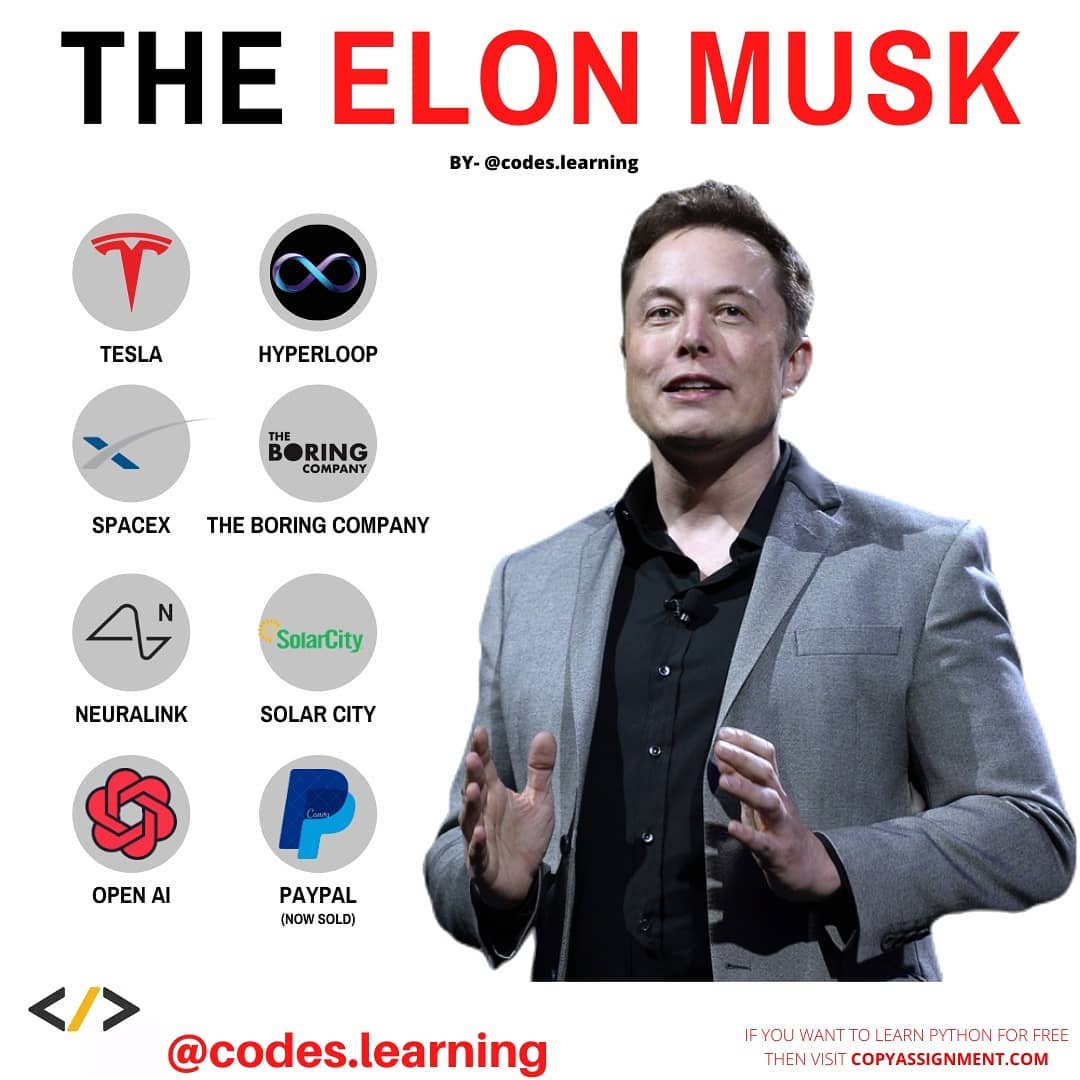 THE ELON MUSK
BY- @codes.learning
TESLA
HYPERLOOP
THE
BORING
COMPANY
SPACEX
THE BORING COMPANY
N
SolarCity
NEURALINK
SOLAR CITY
Canva
OPEN AI
PAYPAL
(NOW SOLD)
</>
@codes.learning
IF YOU WANT TO LEARN PYTHON FOR FREE
THEN VISIT COPYASSIGNMENT.COM